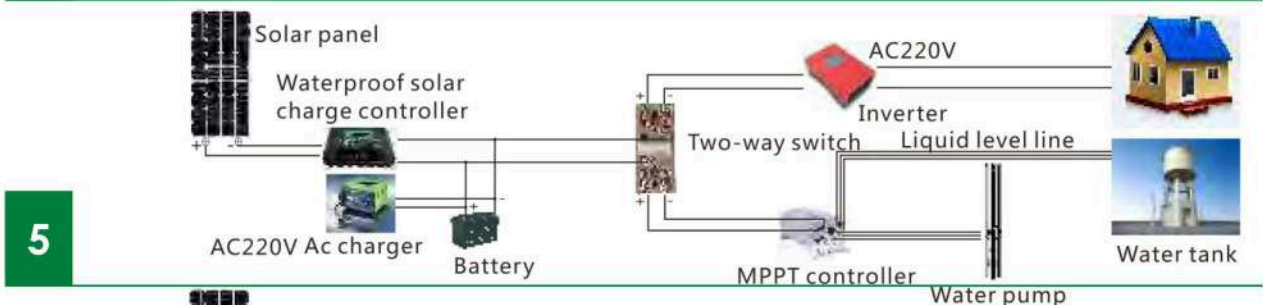 Solar panel
Waterproof solar
charge controller
+ -
AC220V Ac charger
+ -
Battery
+ -
Two-way switch
+ -
AC220V
Inverter
Liquid level line
MPPT controller
Water pump
Water tank
5